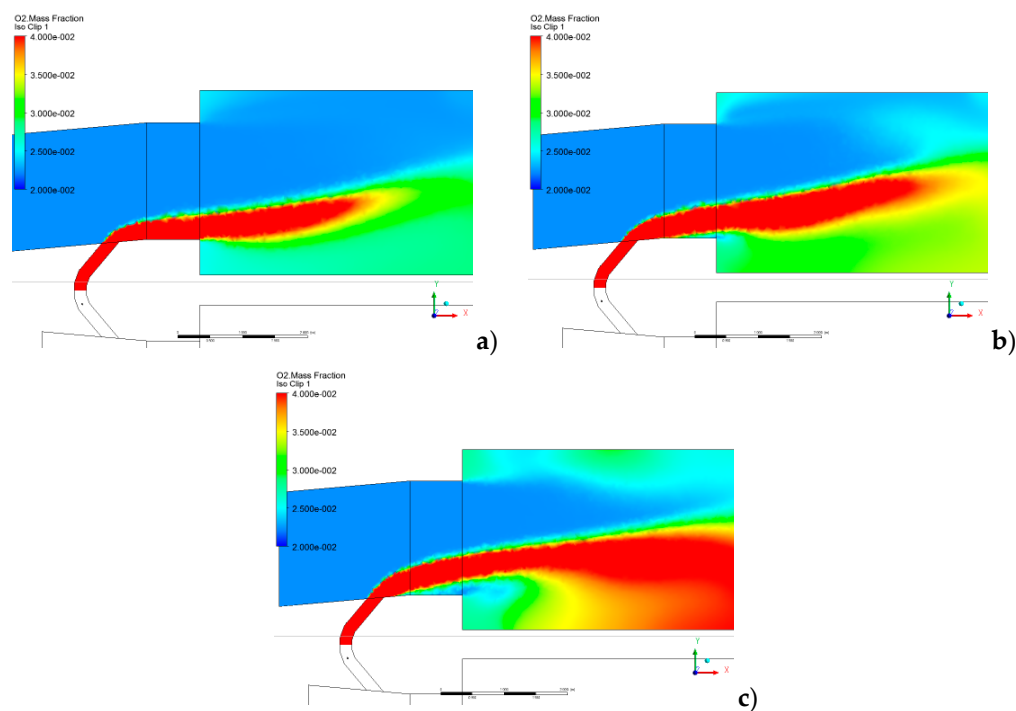 O2.Mass Fraction
Iso Clip 1
4.000e-002
3.500e-002
3.000e-002
2.500e-002
2.000e-002
Y
X
a)
O2.Mass Fraction
Iso Clip 1
4.000e-002
3.500e-002
3.000e-002
2.500e-002
2.000e-002
Y
X
b)
O2.Mass Fraction
Iso Clip 1
4.000e-002
3.500e-002
3.000e-002
2.500e-002
2.000e-002
Y
X
c)